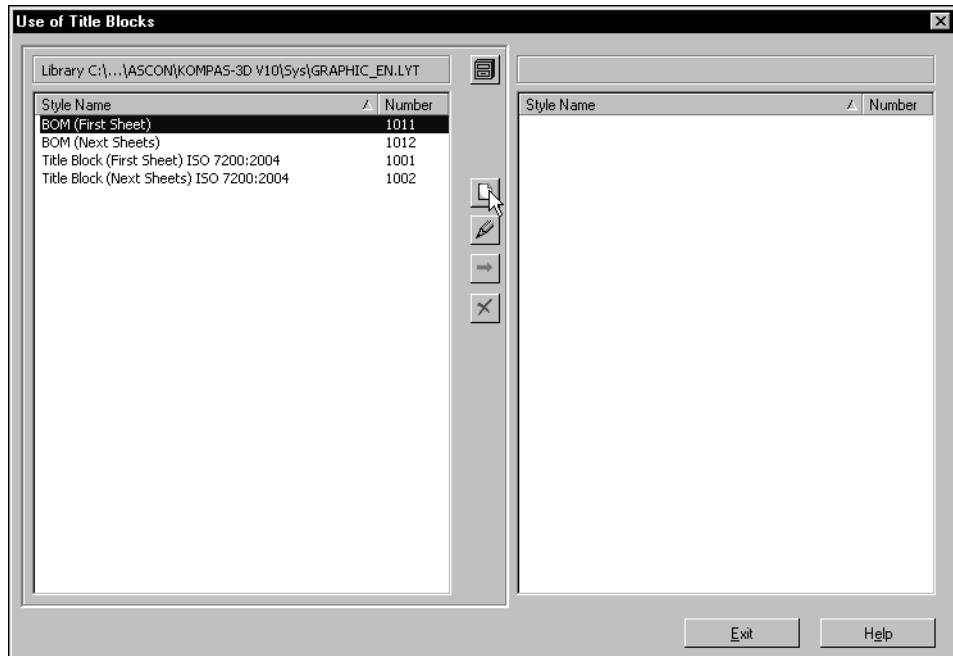 Use of Title Blocks
Library C:\...\ASCON\KOMPAS-3D V10\Sys\GRAPHIC_EN.LYT
Style Name Number
BOM (First Sheet) 1011
BOM (Next Sheets) 1012
Title Block (First Sheet) ISO 7200:2004 1001
Title Block (Next Sheets) ISO 7200:2004 1002
Style Name Number
Exit Help